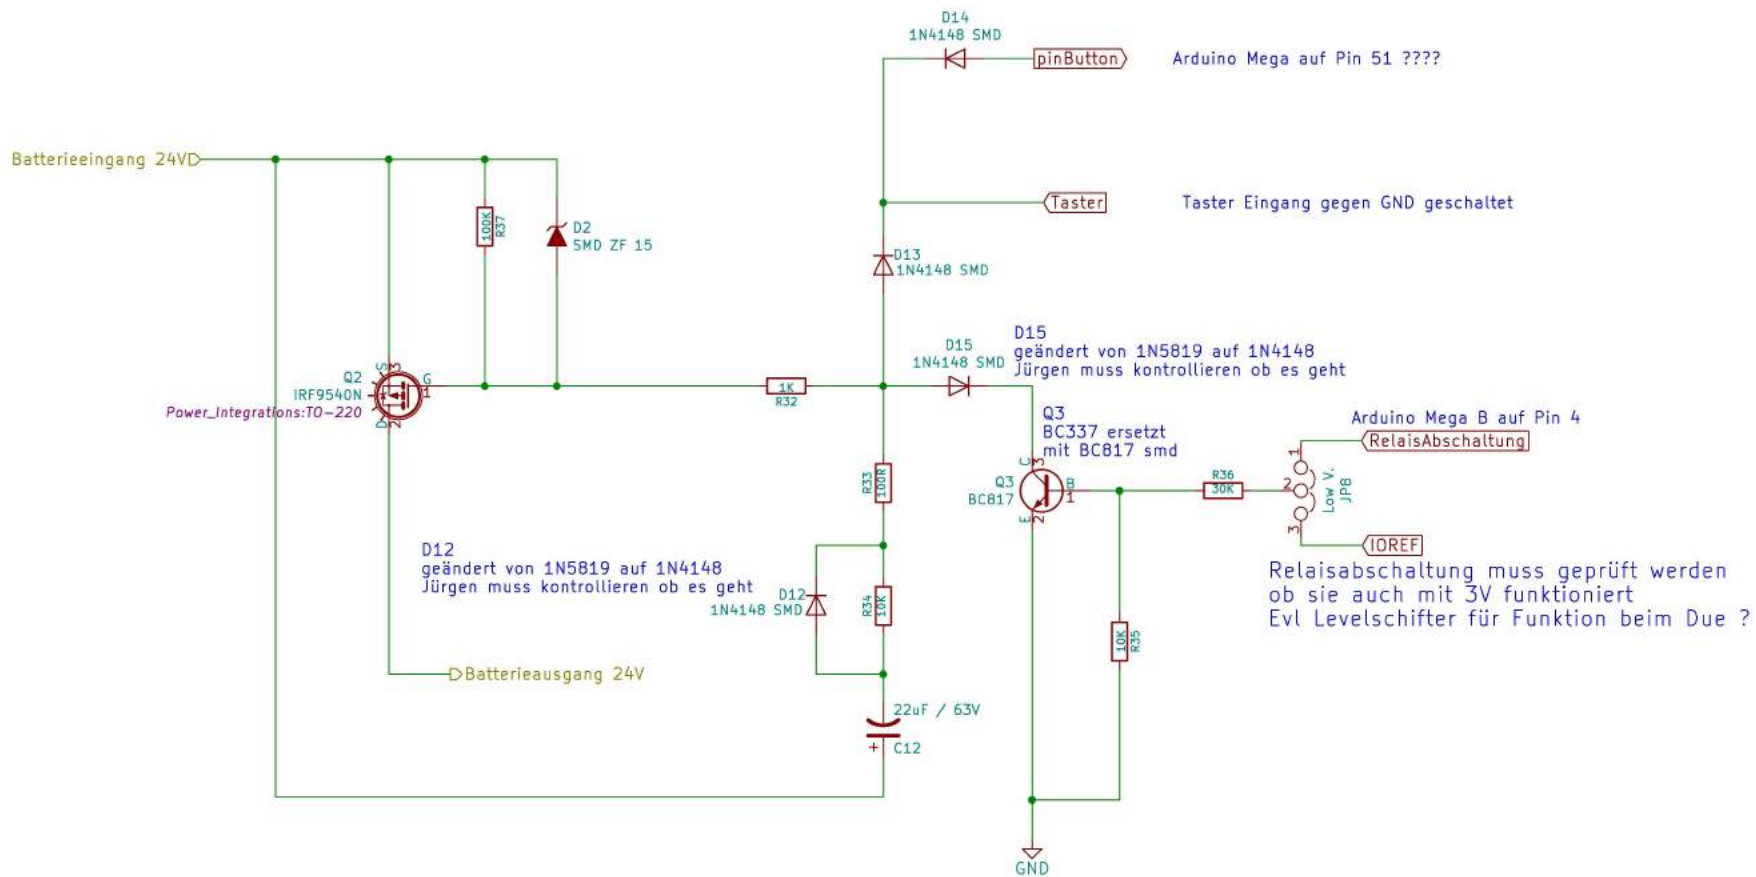 D14
1N4148 SMD
pinButton
Arduino Mega auf Pin 51 ????
Batterieeingang 24V
Taster
Taster Eingang gegen GND geschaltet
100K
R37
D2
SMD ZF 15
D13
1N4148 SMD
D15
geändert von 1N5819 auf 1N4148
Jürgen muss kontrollieren ob es geht
D15
1N4148 SMD
Q2
IRF9540N
Power_Integrations:TO-220
S
3
G
1
D
2
1K
R32
Q3
BC337 ersetzt
mit BC817 smd
Arduino Mega B auf Pin 4
RelaisAbschaltung
R33
100R
Q3
BC817
C
3
B
1
E
2
R36
30K
1
2
3
Low V.
JP8
IOREF
D12
geändert von 1N5819 auf 1N4148
Jürgen muss kontrollieren ob es geht
D12
1N4148 SMD
R34
10K
Relaisabschaltung muss geprüft werden
ob sie auch mit 3V funktioniert
Evl Levelschifter für Funktion beim Due ?
10K
R35
Batterieausgang 24V
22uF / 63V
+
C12
GND